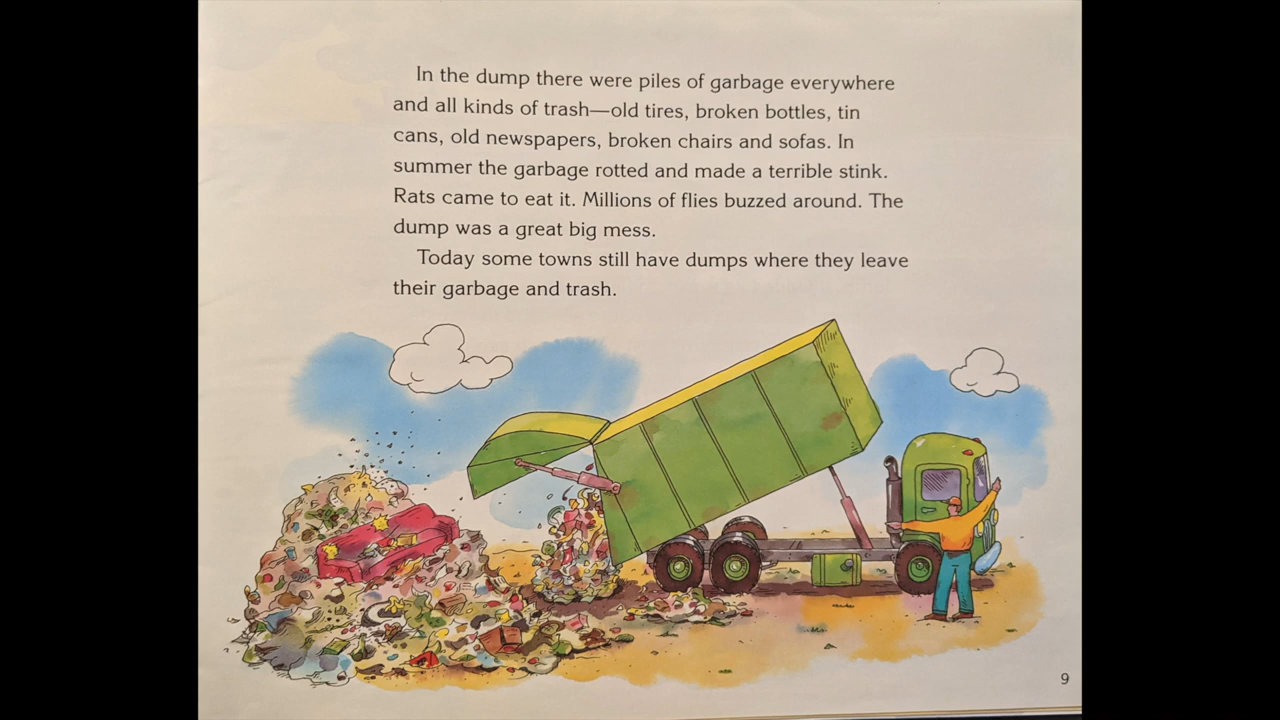 In the dump there were piles of garbage everywhere
and all kinds of trash—old tires, broken bottles, tin
cans, old newspapers, broken chairs and sofas. In
summer the garbage rotted and made a terrible stink.
Rats came to eat it. Millions of flies buzzed around. The
dump was a great big mess.
Today some towns still have dumps where they leave
their garbage and trash.
9